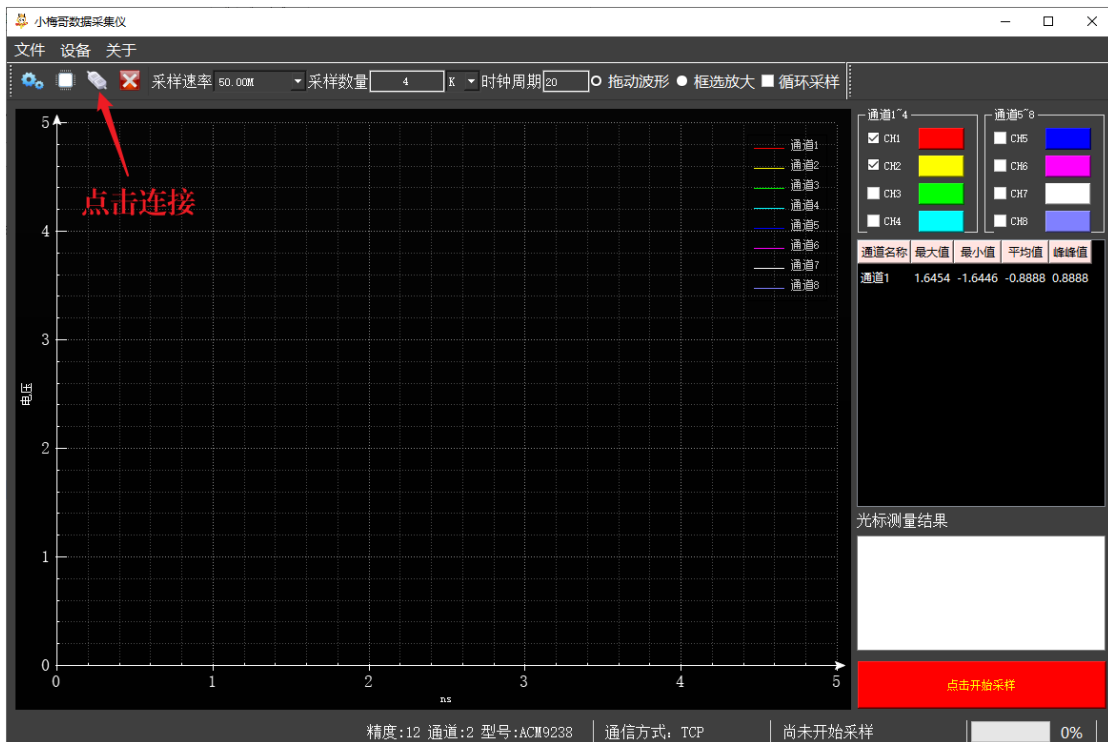 小梅哥数据采集仪
文件 设备 关于
采样速率 50.00M 采样数量 4 K 时钟周期 20 拖动波形 框选放大 循环采样
点击连接
通道1
通道2
通道3
通道4
通道5
通道6
通道7
通道8
5
4
3
2
1
0
电压
0 1 2 3 4 5
ns
通道1~4 通道5~8
CH1 CH5
CH2 CH6
CH3 CH7
CH4 CH8
通道名称 最大值 最小值 平均值 峰峰值
通道1 1.6454 -1.6446 -0.8888 0.8888
光标测量结果
点击开始采样
精度:12 通道:2 型号:ACM9238 通信方式: TCP 尚未开始采样 0%